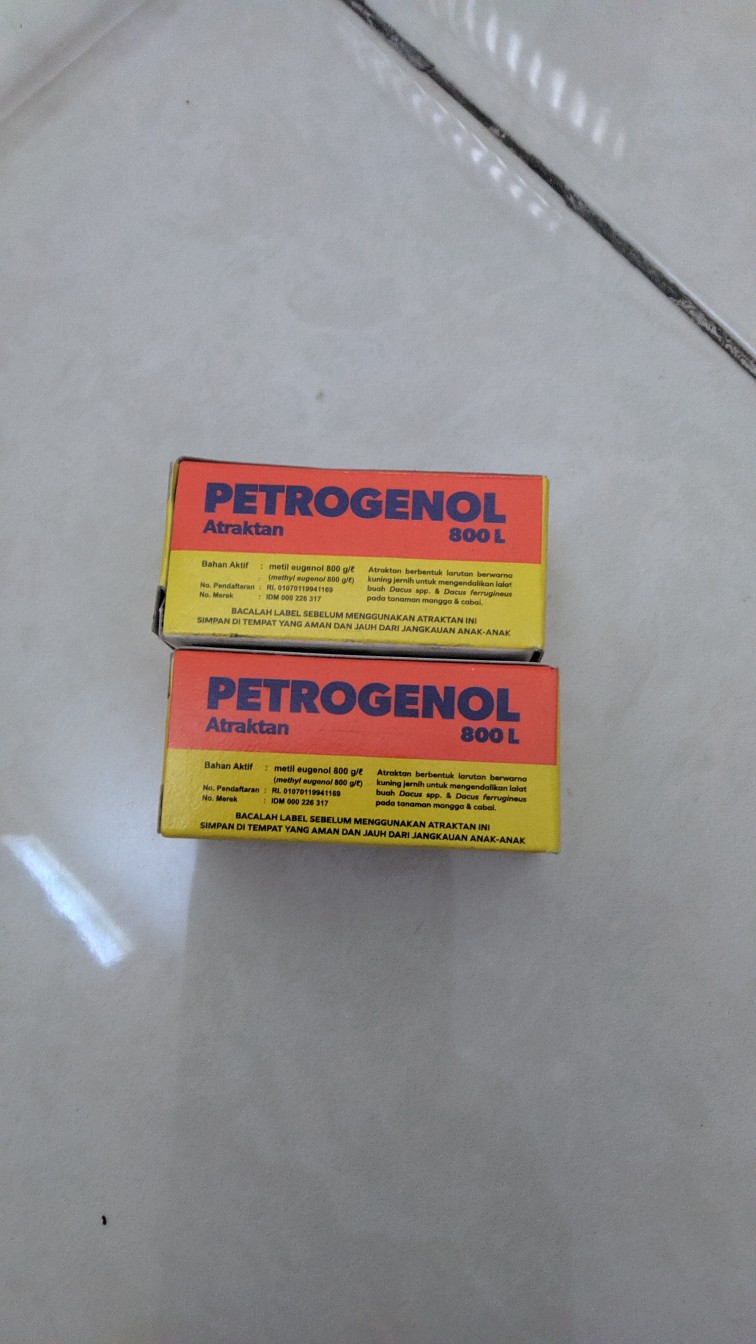 PETROGENOL
Atraktan
800 L
Bahan Aktif : metil eugenol 800 g/ℓ
(methyl eugenol 800 g/ℓ)
No. Pendaftaran : RI. 01070119941169
No. Merek : IDM 000 226 317
Atraktan berbentuk larutan berwarna
kuning jernih untuk mengendalikan lalat
buah Dacus spp. & Dacus ferrugineus
pada tanaman mangga & cabai.
BACALAH LABEL SEBELUM MENGGUNAKAN ATRAKTAN INI
SIMPAN DI TEMPAT YANG AMAN DAN JAUH DARI JANGKAUAN ANAK-ANAK
PETROGENOL
Atraktan
800 L
Bahan Aktif : metil eugenol 800 g/ℓ
(methyl eugenol 800 g/ℓ)
No. Pendaftaran : RI. 01070119941169
No. Merek : IDM 000 226 317
Atraktan berbentuk larutan berwarna
kuning jernih untuk mengendalikan lalat
buah Dacus spp. & Dacus ferrugineus
pada tanaman mangga & cabai.
BACALAH LABEL SEBELUM MENGGUNAKAN ATRAKTAN INI
SIMPAN DI TEMPAT YANG AMAN DAN JAUH DARI JANGKAUAN ANAK-ANAK